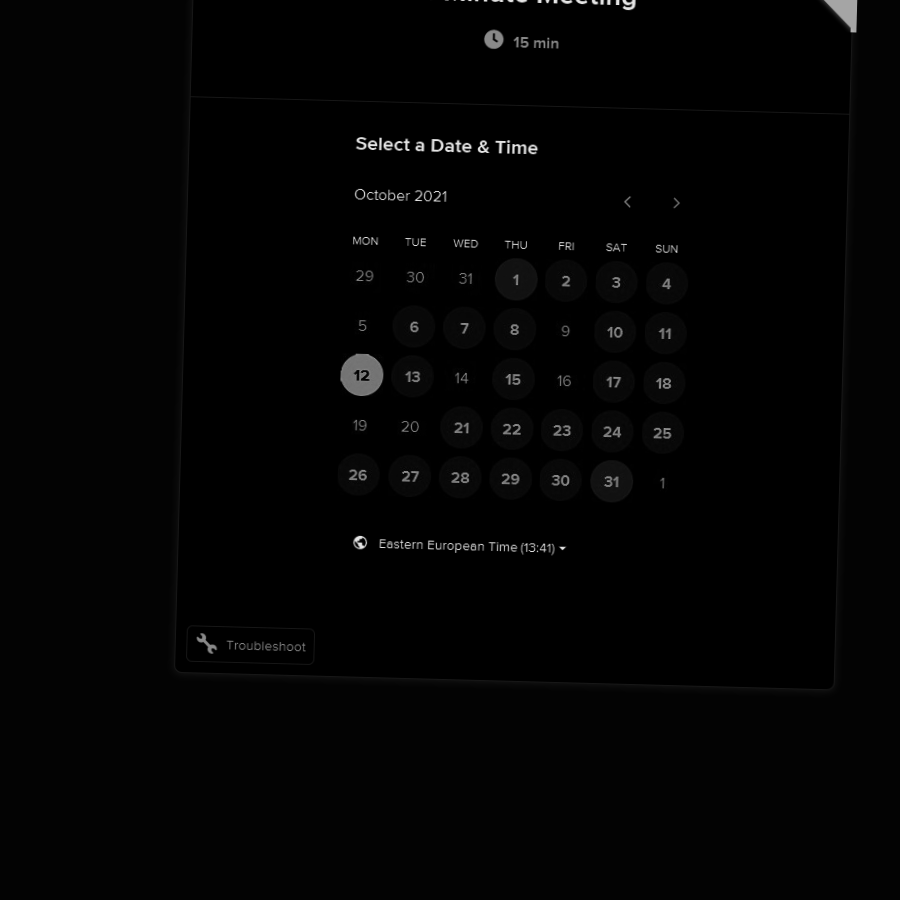 Meeting
15 min
Select a Date & Time
October 2021
MON TUE WED THU FRI SAT SUN
29 30 31 1 2 3 4
5 6 7 8 9 10 11
12 13 14 15 16 17 18
19 20 21 22 23 24 25
26 27 28 29 30 31 1
Eastern European Time (13:41)
Troubleshoot